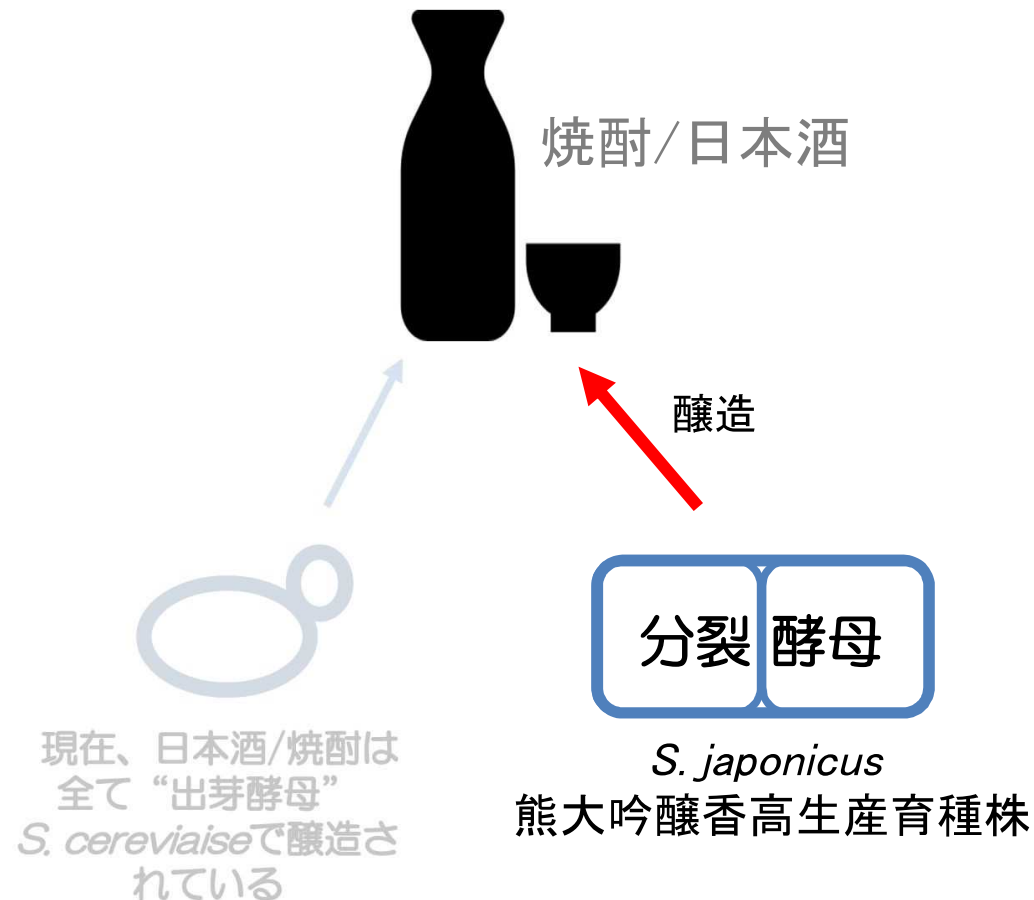 焼酎/日本酒
醸造
分裂 酵母
S. japonicus
熊大吟醸香高生産育種株
現在、日本酒/焼酎は
全て“出芽酵母”
S. cereviaiseで醸造さ
れている